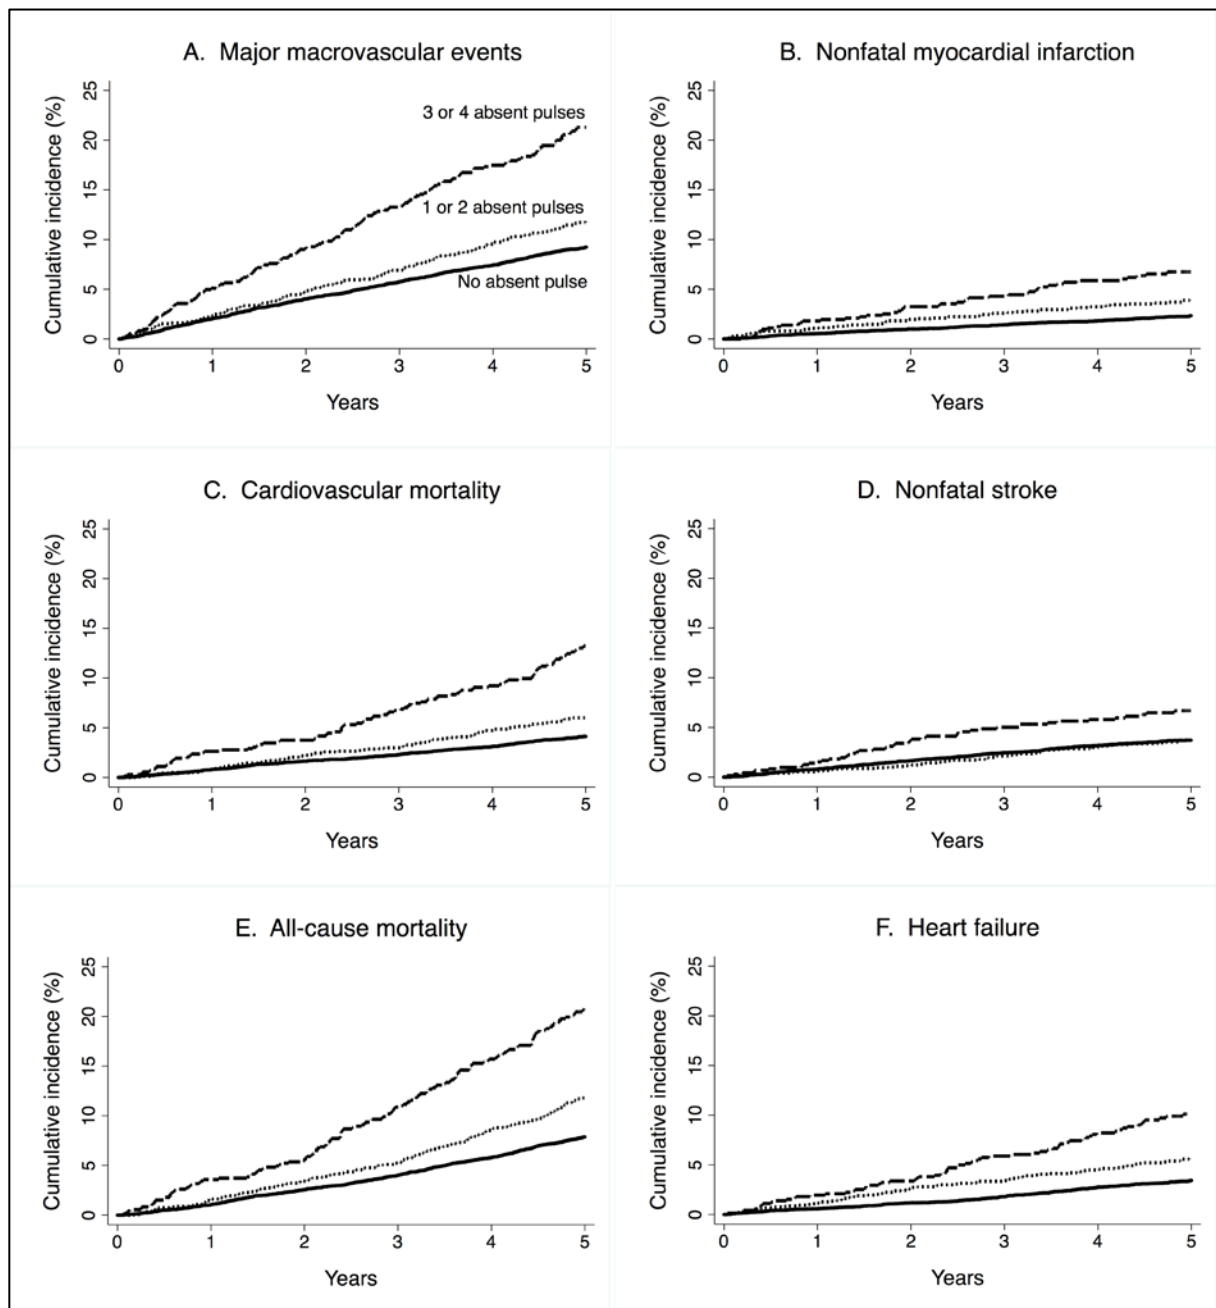 A. Major macrovascular events
Cumulative incidence (%)
25
20
15
10
5
0
3 or 4 absent pulses
1 or 2 absent pulses
No absent pulse
0 1 2 3 4 5
Years
B. Nonfatal myocardial infarction
Cumulative incidence (%)
25
20
15
10
5
0
0 1 2 3 4 5
Years
C. Cardiovascular mortality
Cumulative incidence (%)
25
20
15
10
5
0
0 1 2 3 4 5
Years
D. Nonfatal stroke
Cumulative incidence (%)
25
20
15
10
5
0
0 1 2 3 4 5
Years
E. All-cause mortality
Cumulative incidence (%)
25
20
15
10
5
0
0 1 2 3 4 5
Years
F. Heart failure
Cumulative incidence (%)
25
20
15
10
5
0
0 1 2 3 4 5
Years